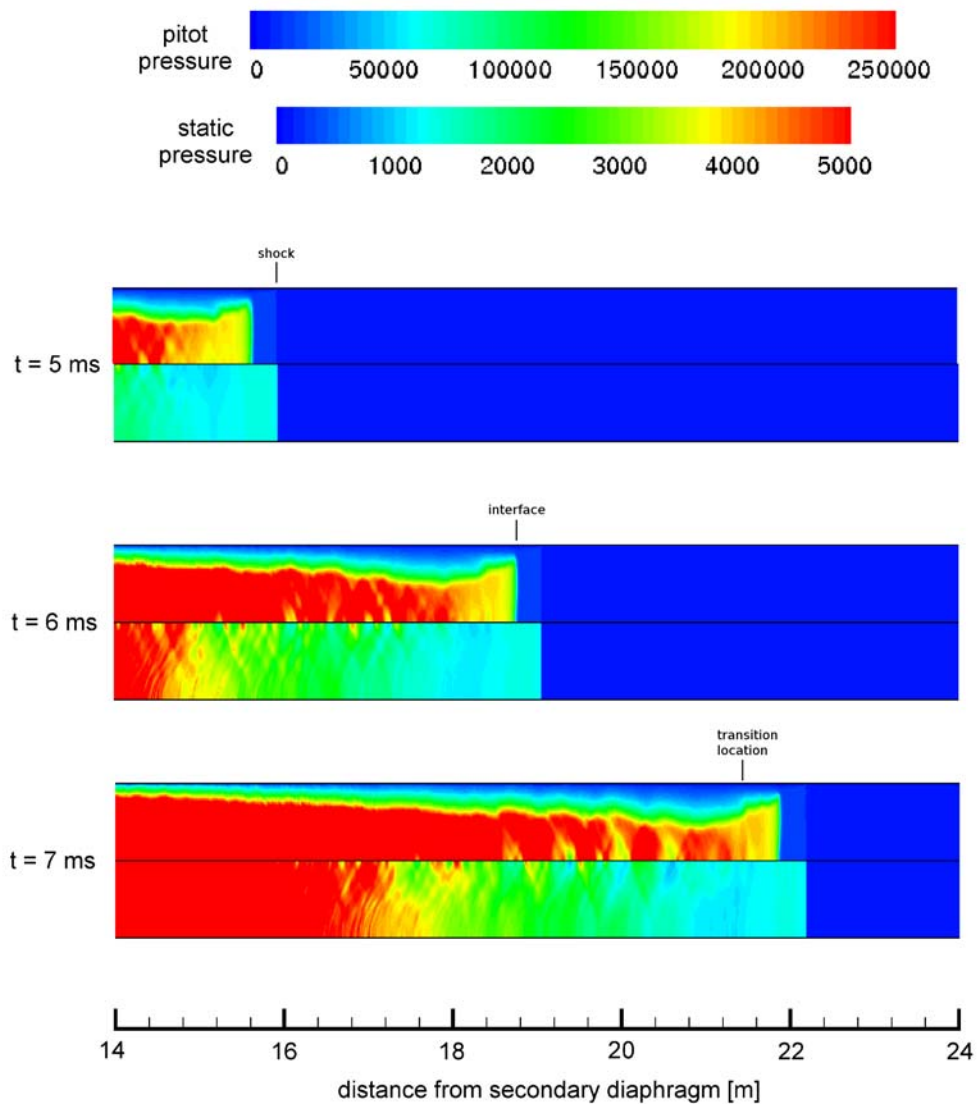 pitot
pressure
0 50000 100000 150000 200000 250000
static
pressure
0 1000 2000 3000 4000 5000
shock
t = 5 ms
interface
t = 6 ms
transition
location
t = 7 ms
14 16 18 20 22 24
distance from secondary diaphragm [m]